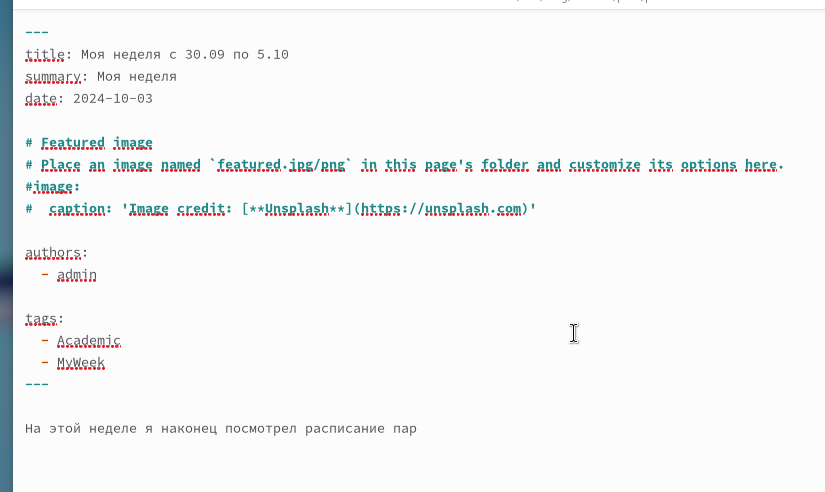 ---
title: Моя неделя с 30.09 по 5.10
summary: Моя неделя
date: 2024-10-03
# Featured image
# Place an image named `featured.jpg/png` in this page's folder and customize its options here.
#image:
#  caption: 'Image credit: [**Unsplash**](https://unsplash.com)'
authors:
  - admin
tags:
  - Academic
  - MyWeek
---
На этой неделе я наконец посмотрел расписание пар